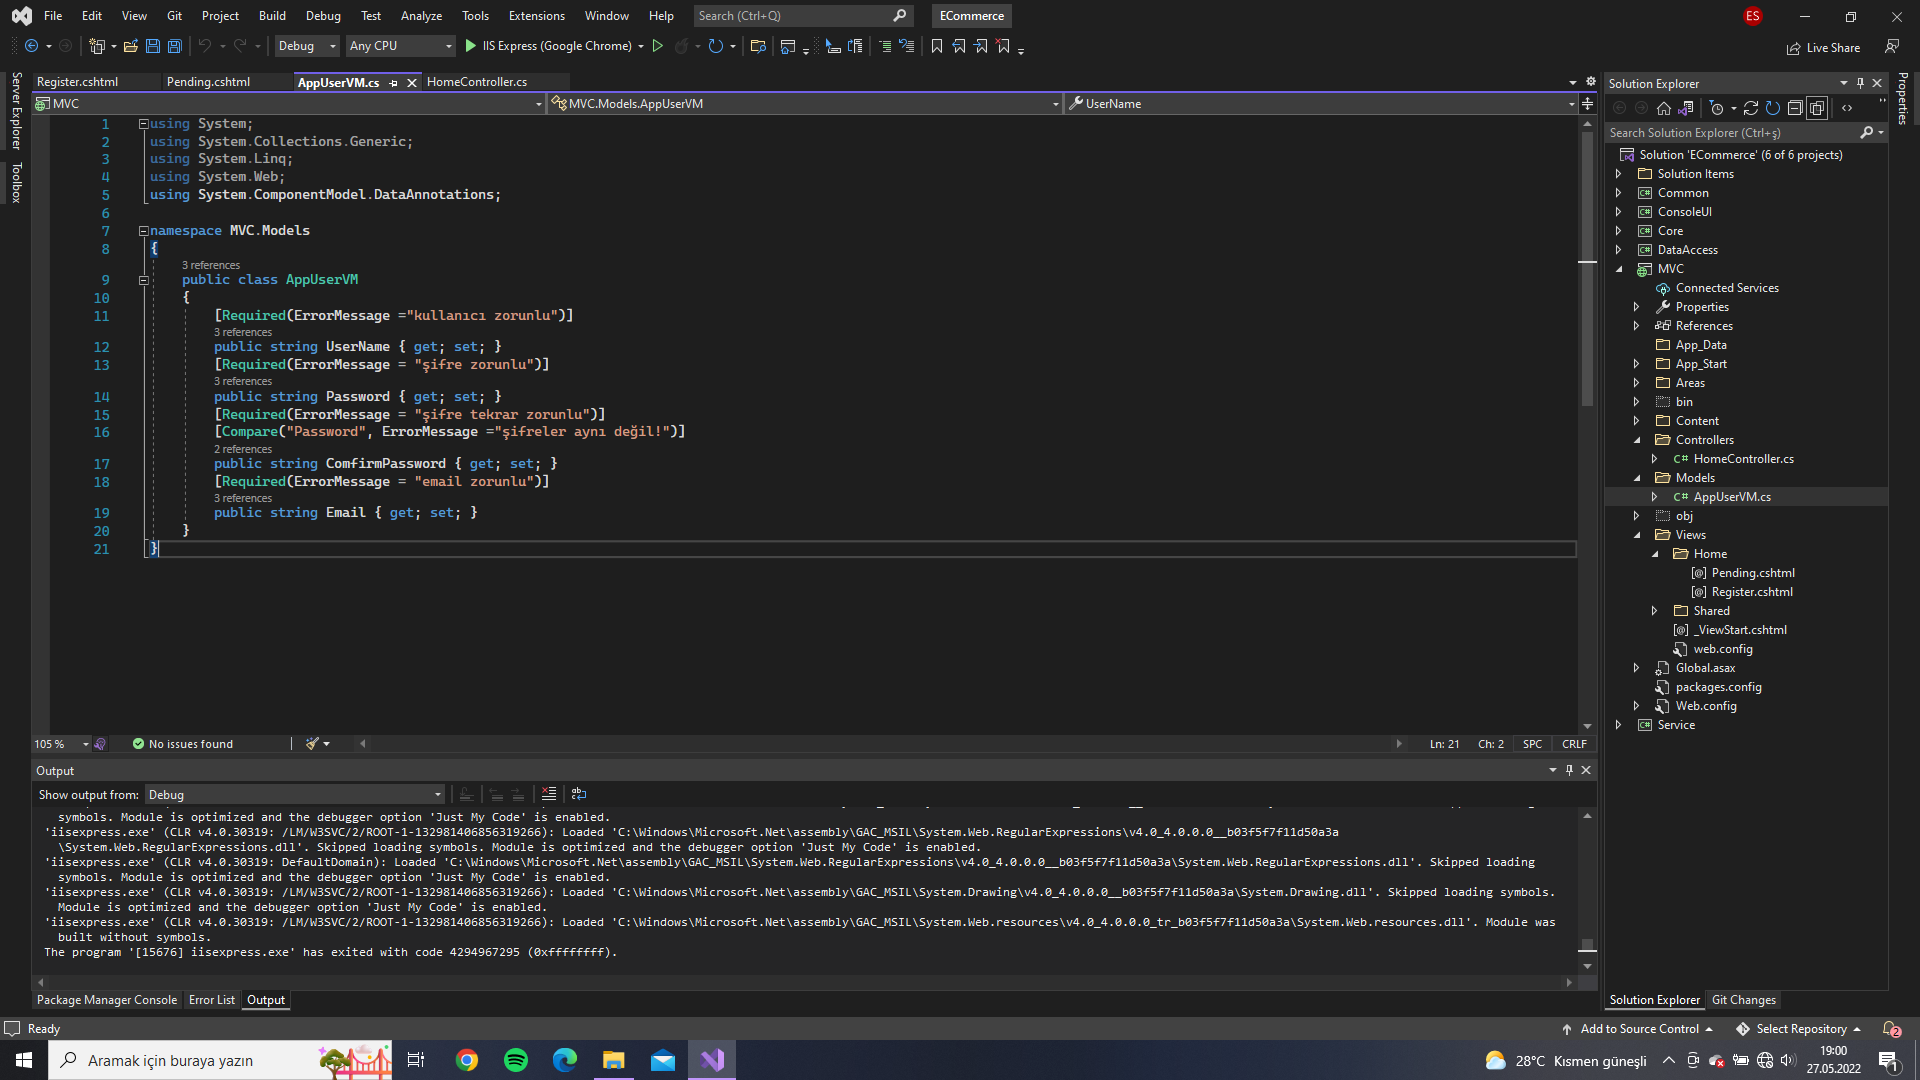 File Edit View Git Project Build Debug Test Analyze Tools Extensions Window Help Search (Ctrl+Q) ECommerce ES
Debug Any CPU IIS Express (Google Chrome) Live Share
Server Explorer
Toolbox
Register.cshtml Pending.cshtml AppUserVM.cs HomeController.cs
MVC MVC.Models.AppUserVM UserName
1 using System;
2 using System.Collections.Generic;
3 using System.Linq;
4 using System.Web;
5 using System.ComponentModel.DataAnnotations;
6
7 namespace MVC.Models
8 {
3 references
9 public class AppUserVM
10 {
11 [Required(ErrorMessage ="kullanıcı zorunlu")]
3 references
12 public string UserName { get; set; }
13 [Required(ErrorMessage = "şifre zorunlu")]
3 references
14 public string Password { get; set; }
15 [Required(ErrorMessage = "şifre tekrar zorunlu")]
16 [Compare("Password", ErrorMessage ="şifreler aynı değil!")]
2 references
17 public string ComfirmPassword { get; set; }
18 [Required(ErrorMessage = "email zorunlu")]
3 references
19 public string Email { get; set; }
20 }
21 }
105 % No issues found Ln: 21 Ch: 2 SPC CRLF
Output
Show output from: Debug
symbols. Module is optimized and the debugger option 'Just My Code' is enabled.
'iisexpress.exe' (CLR v4.0.30319: /LM/W3SVC/2/ROOT-1-132981406856319266): Loaded 'C:\Windows\Microsoft.Net\assembly\GAC_MSIL\System.Web.RegularExpressions\v4.0_4.0.0.0__b03f5f7f11d50a3a
\System.Web.RegularExpressions.dll'. Skipped loading symbols. Module is optimized and the debugger option 'Just My Code' is enabled.
'iisexpress.exe' (CLR v4.0.30319: DefaultDomain): Loaded 'C:\Windows\Microsoft.Net\assembly\GAC_MSIL\System.Web.RegularExpressions\v4.0_4.0.0.0__b03f5f7f11d50a3a\System.Web.RegularExpressions.dll'. Skipped loading
symbols. Module is optimized and the debugger option 'Just My Code' is enabled.
'iisexpress.exe' (CLR v4.0.30319: /LM/W3SVC/2/ROOT-1-132981406856319266): Loaded 'C:\Windows\Microsoft.Net\assembly\GAC_MSIL\System.Drawing\v4.0_4.0.0.0__b03f5f7f11d50a3a\System.Drawing.dll'. Skipped loading symbols.
Module is optimized and the debugger option 'Just My Code' is enabled.
'iisexpress.exe' (CLR v4.0.30319: /LM/W3SVC/2/ROOT-1-132981406856319266): Loaded 'C:\Windows\Microsoft.Net\assembly\GAC_MSIL\System.Web.resources\v4.0_4.0.0.0_tr_b03f5f7f11d50a3a\System.Web.resources.dll'. Module was
built without symbols.
The program '[15676] iisexpress.exe' has exited with code 4294967295 (0xffffffff).
Package Manager Console Error List Output
Solution Explorer
Search Solution Explorer (Ctrl+ş)
Solution 'ECommerce' (6 of 6 projects)
Solution Items
Common
ConsoleUI
Core
DataAccess
MVC
Connected Services
Properties
References
App_Data
App_Start
Areas
bin
Content
Controllers
C# HomeController.cs
Models
C# AppUserVM.cs
obj
Views
Home
Pending.cshtml
Register.cshtml
Shared
_ViewStart.cshtml
web.config
Global.asax
packages.config
Web.config
Service
Solution Explorer Git Changes
Properties
Ready Add to Source Control Select Repository 2
Aramak için buraya yazın 28°C Kısmen güneşli 19:00
27.05.2022 1